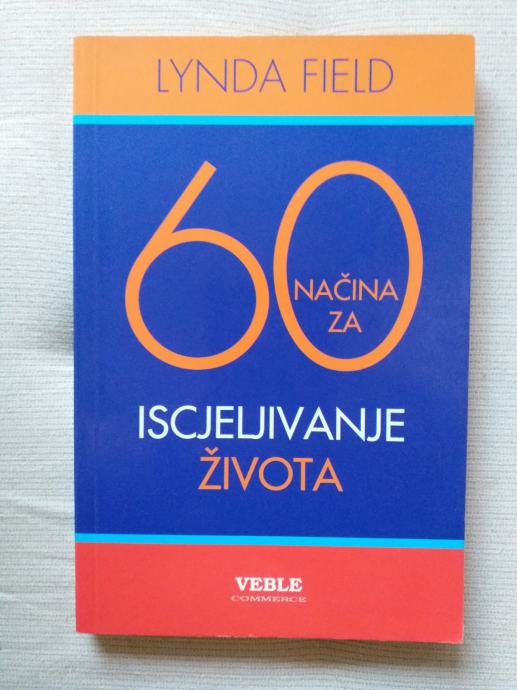 LYNDA FIELD
60
NAČINA
ZA
ISCJELJIVANJE
ŽIVOTA
VEBLE
COMMERCE